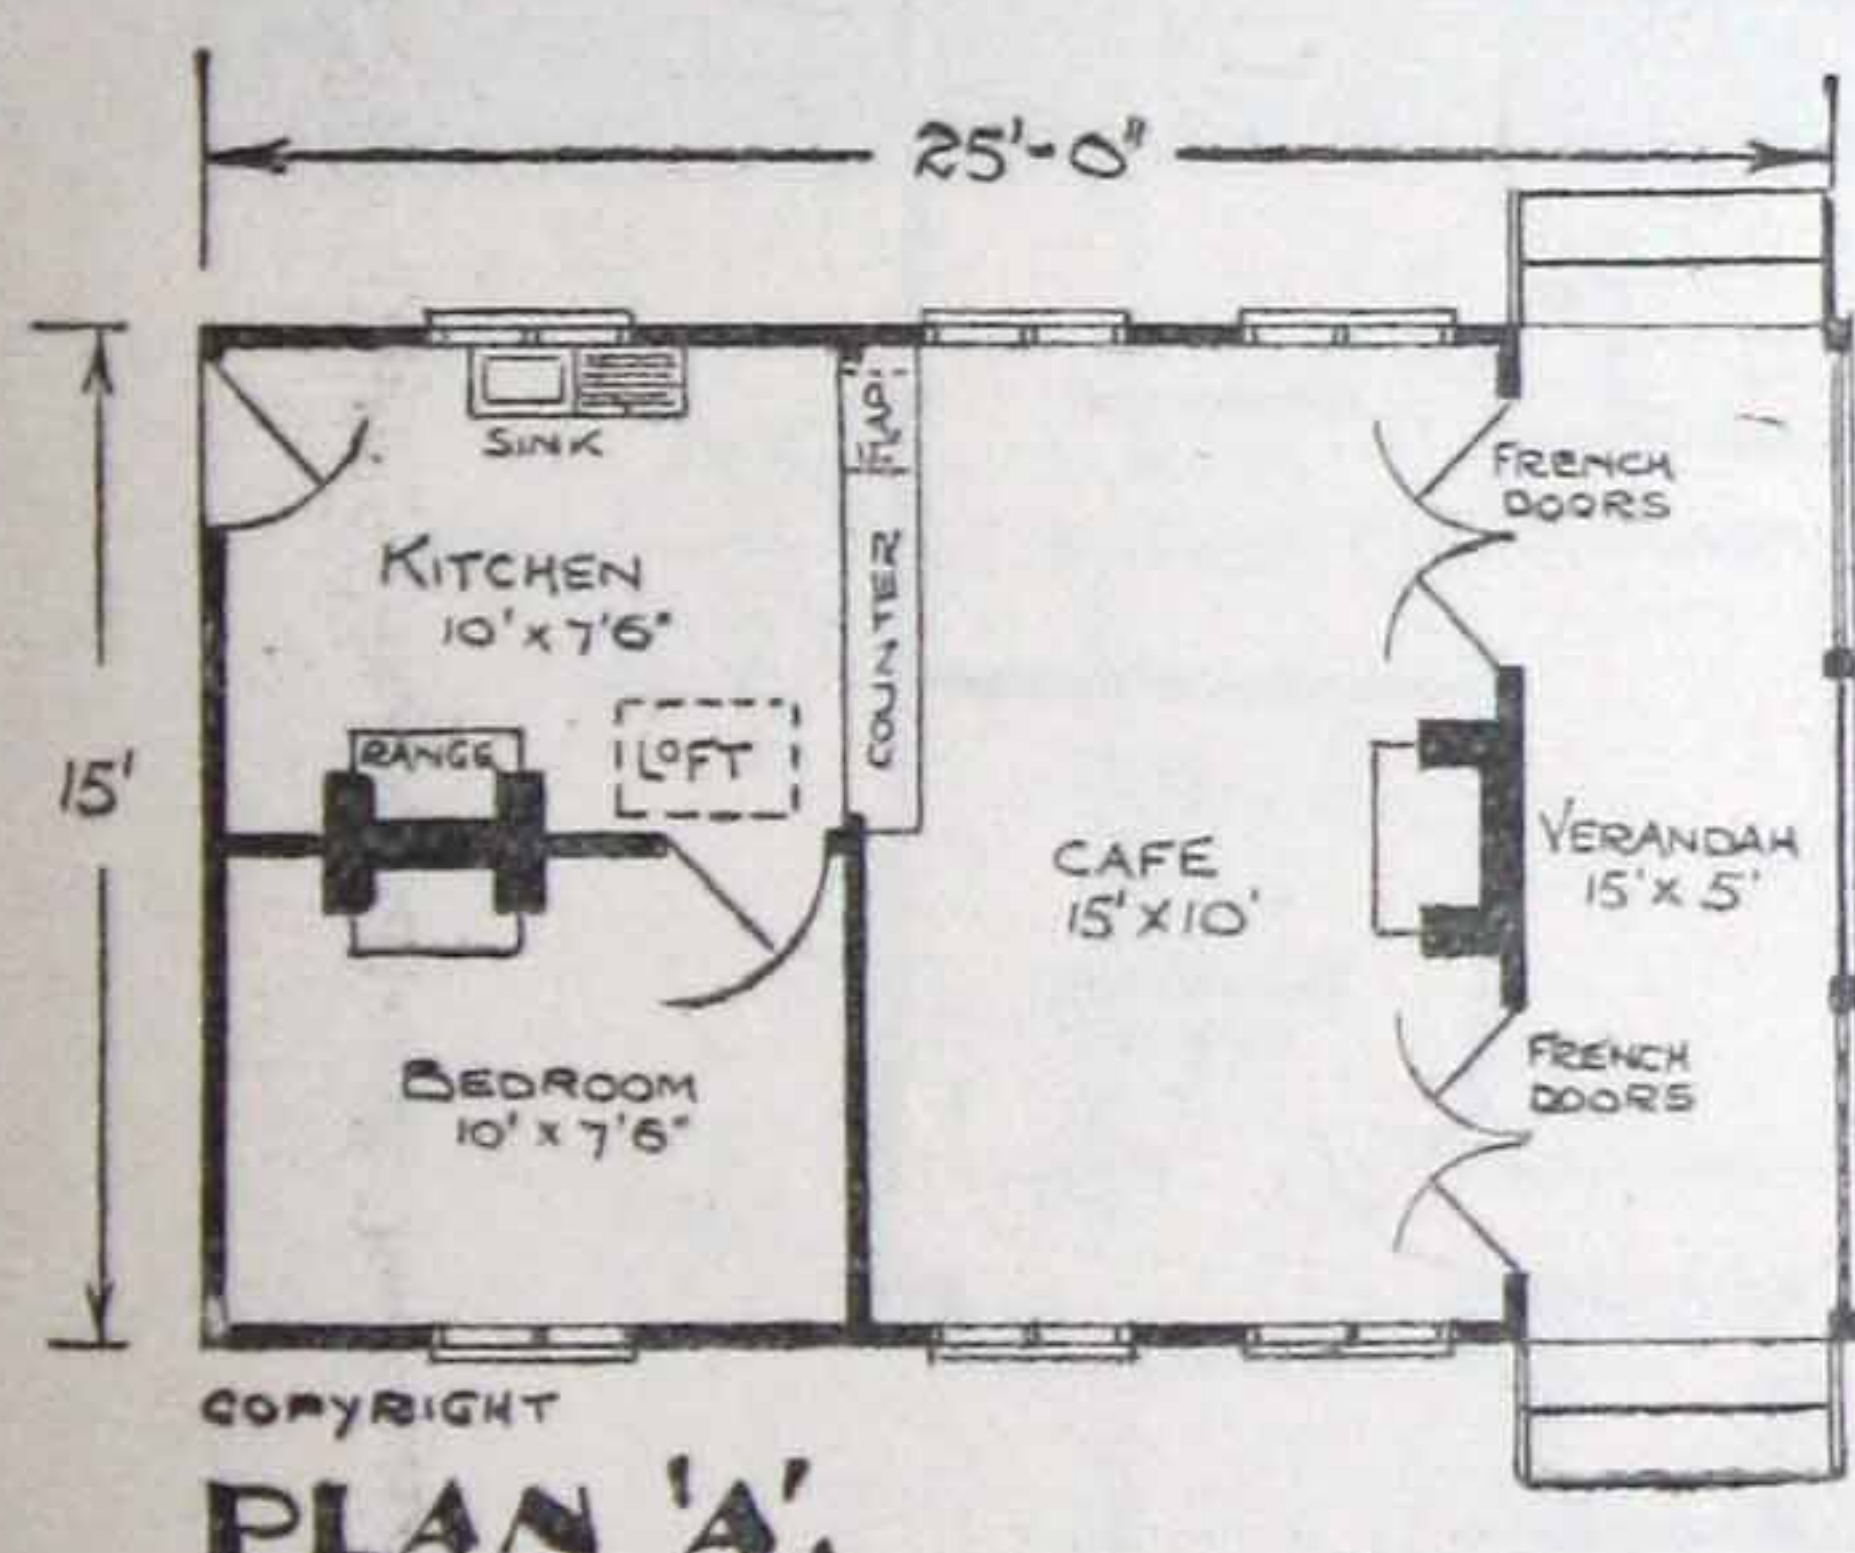 25'-0"
SINK
FLAP
FRENCH
DOORS
KITCHEN
10' x 7'6"
COUNTER
RANGE
LOFT
15'
CAFE
15' x 10'
VERANDAH
15' x 5'
BEDROOM
10' x 7'6"
FRENCH
DOORS
COPYRIGHT
PLAN 'A'.